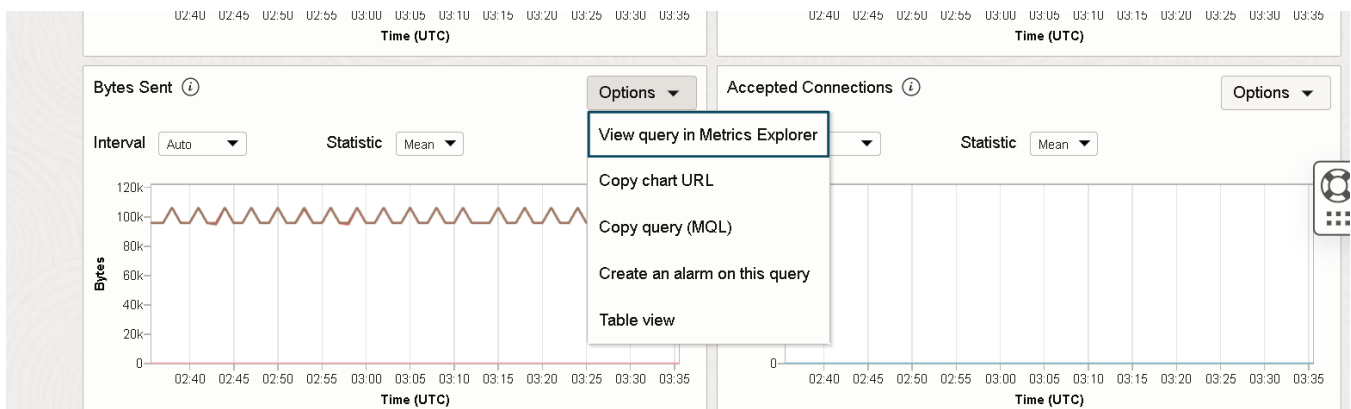 02:40 02:45 02:50 02:55 03:00 03:05 03:10 03:15 03:20 03:25 03:30 03:35
Time (UTC)
02:40 02:45 02:50 02:55 03:00 03:05 03:10 03:15 03:20 03:25 03:30 03:35
Time (UTC)
Bytes Sent i
Options
Interval Auto
Statistic Mean
View query in Metrics Explorer
Copy chart URL
Copy query (MQL)
Create an alarm on this query
Table view
Bytes
120k
100k
80k
60k
40k
20k
0
02:40 02:45 02:50 02:55 03:00 03:05 03:10 03:15 03:20 03:25 03:30 03:35
Time (UTC)
Accepted Connections i
Options
Statistic Mean
0
02:40 02:45 02:50 02:55 03:00 03:05 03:10 03:15 03:20 03:25 03:30 03:35
Time (UTC)